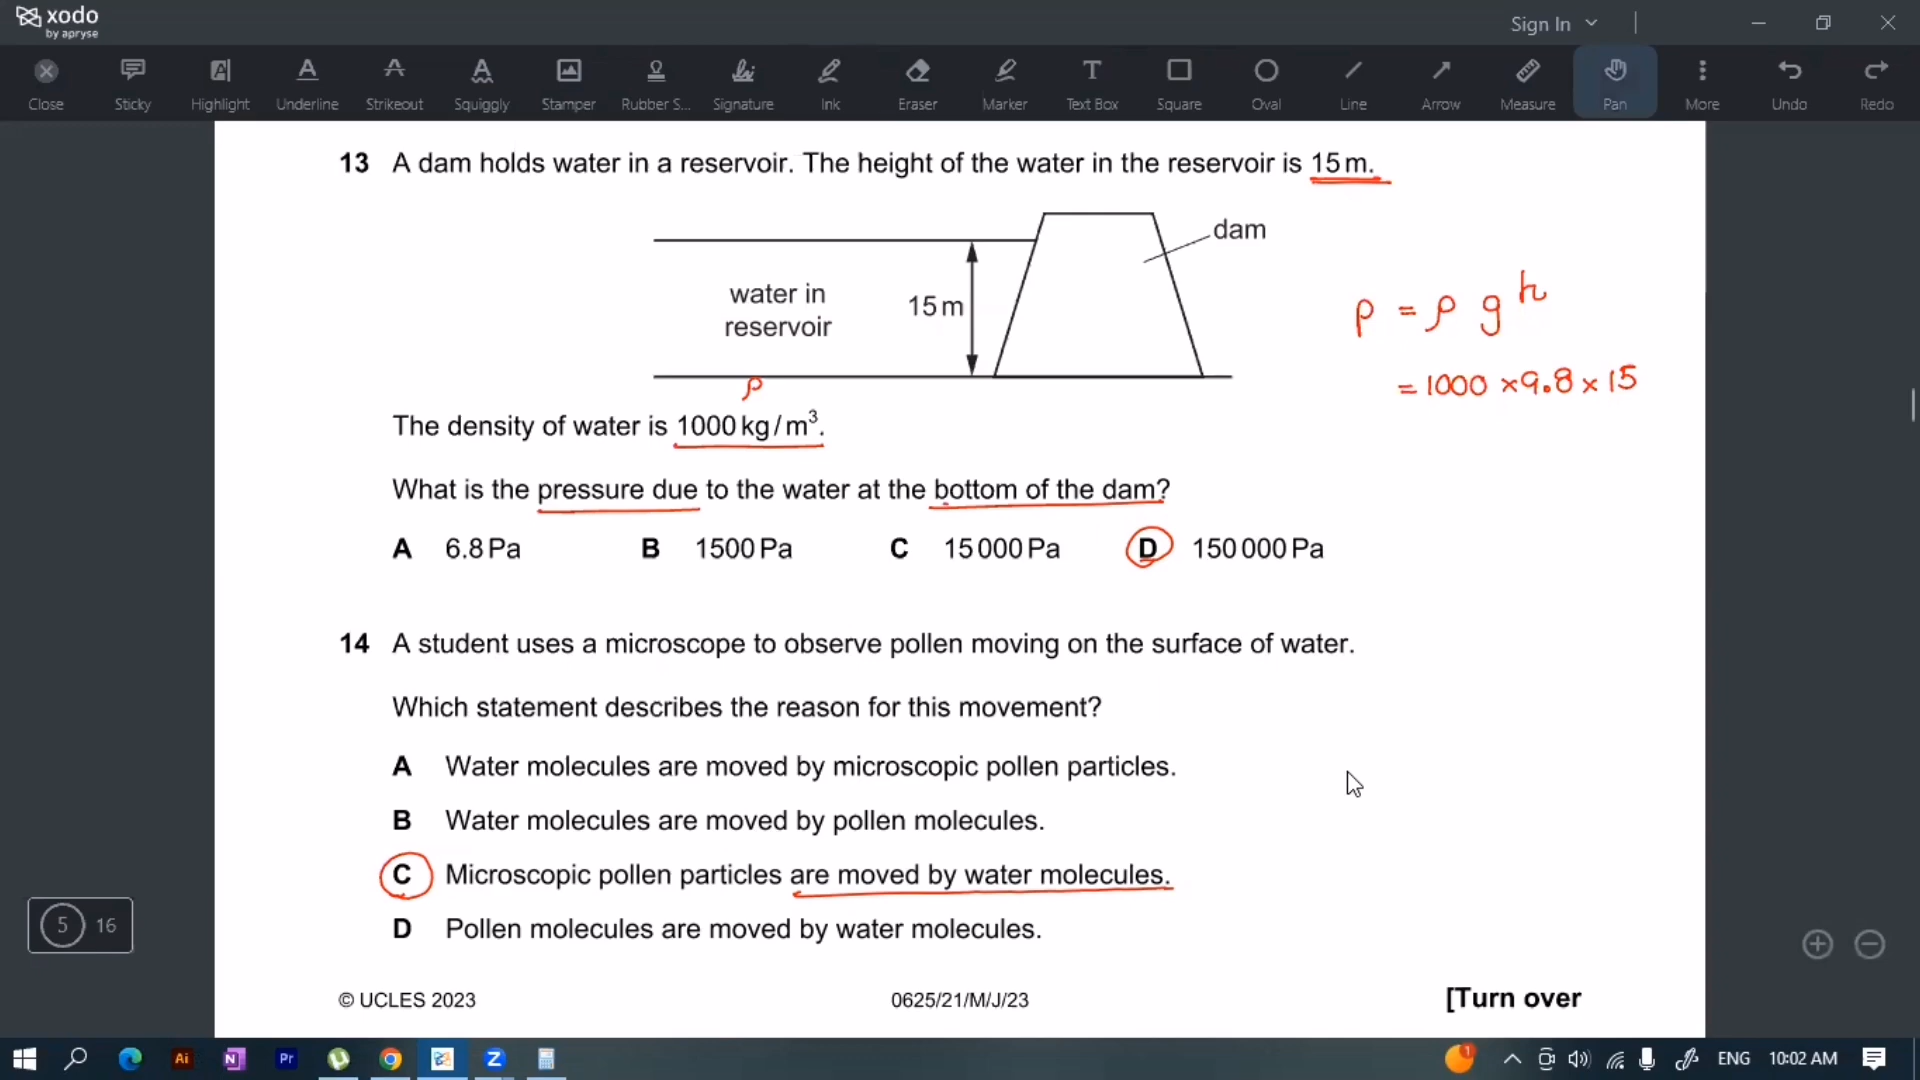 xodo
by apryse
Sign In
Close
Sticky
Highlight
Underline
Strikeout
Squiggly
Stamper
Rubber S...
Signature
Ink
Eraser
Marker
Text Box
Square
Oval
Line
Arrow
Measure
Pan
More
Undo
Redo
13 A dam holds water in a reservoir. The height of the water in the reservoir is 15 m.
dam
water in
reservoir
15 m
p = ρ g h
= 1000 × 9.8 × 15
ρ
The density of water is 1000 kg / m³.
What is the pressure due to the water at the bottom of the dam?
A 6.8 Pa B 1500 Pa C 15 000 Pa D 150 000 Pa
14 A student uses a microscope to observe pollen moving on the surface of water.
Which statement describes the reason for this movement?
A Water molecules are moved by microscopic pollen particles.
B Water molecules are moved by pollen molecules.
C Microscopic pollen particles are moved by water molecules.
D Pollen molecules are moved by water molecules.
5 16
© UCLES 2023
0625/21/M/J/23
[Turn over
Ai
N
Pr
Z
1
ENG
10:02 AM